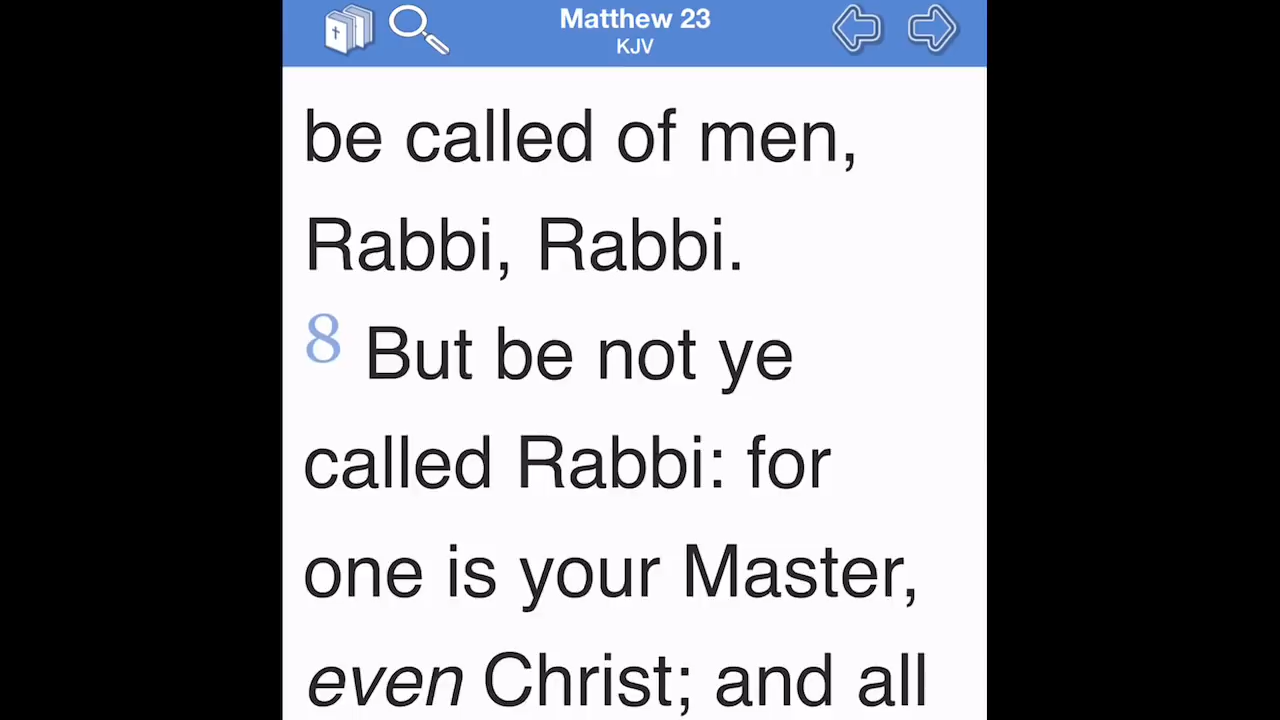 Matthew 23
KJV
be called of men,
Rabbi, Rabbi.
8 But be not ye
called Rabbi: for
one is your Master,
even Christ; and all